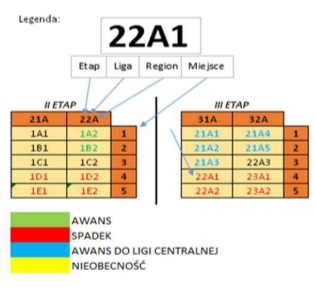 Legenda:
22A1
Etap Liga Region Miejsce
II ETAP III ETAP
21A 22A 31A 32A
1A1 1A2 1 21A1 21A4 1
1B1 1B2 2 21A2 21A5 2
1C1 1C2 3 21A3 22A3 3
1D1 1D2 4 22A1 23A1 4
1E1 1E2 5 22A2 23A2 5
AWANS
SPADEK
AWANS DO LIGI CENTRALNEJ
NIEOBECNOŚĆ